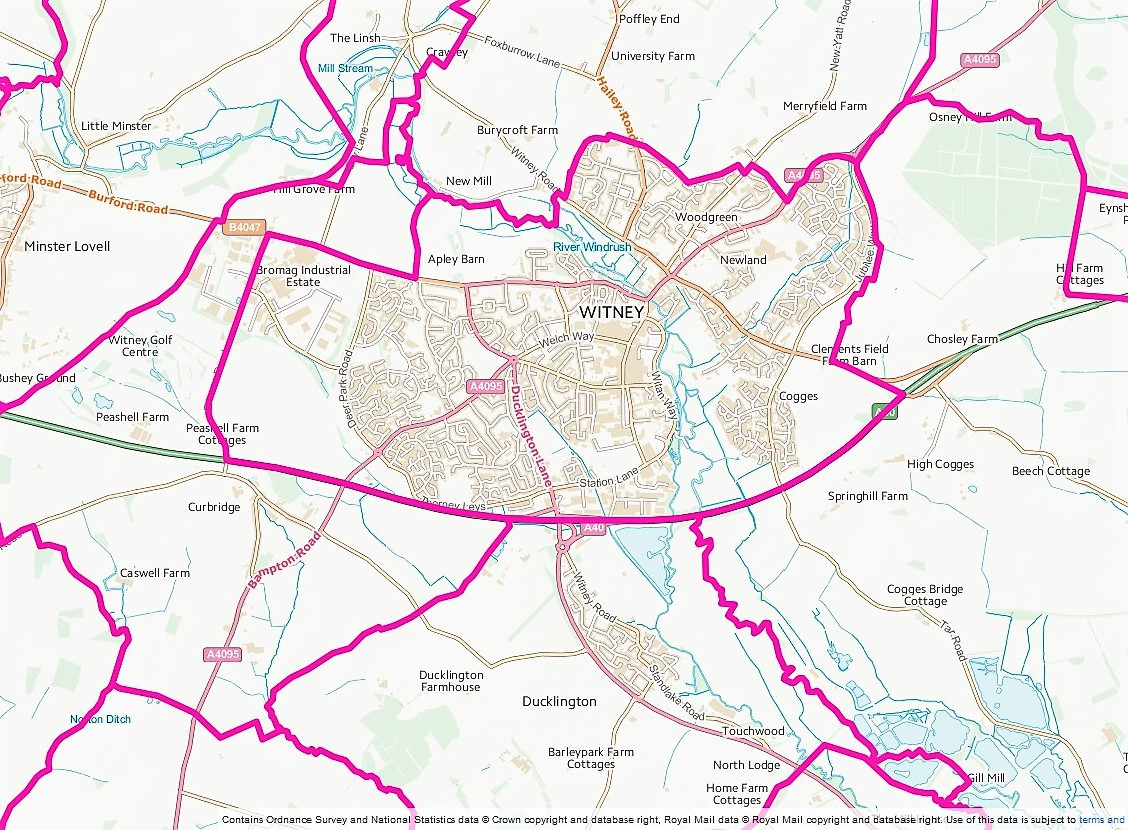 Poffley End
The Linsh
Crawley
Foxburrow Lane
University Farm
New Yatt Road
A4095
Mill Stream
Hailey Road
Merryfield Farm
Osney Hill Farm
Little Minster
Burycroft Farm
Lane
Witney Road
New Mill
A4095
Burford Road
Hill Grove Farm
Woodgreen
B4047
Minster Lovell
River Windrush
Apley Barn
Newland
Bromag Industrial
Estate
Hill Farm
Cottages
WITNEY
Welch Way
Witney Golf
Centre
Chosley Farm
Clements Field
Farm Barn
Deer Park Road
Bushey Ground
A4095
Ducklington Lane
Witan Way
Cogges
A40
Peashell Farm
Peashell Farm
Cottages
High Cogges
Beech Cottage
Station Lane
Springhill Farm
Curbridge
Thorney Leys
A40
Bampton Road
Caswell Farm
Witney Road
Cogges Bridge
Cottage
Tar Road
A4095
Ducklington
Farmhouse
Standlake Road
Ducklington
Norton Ditch
Touchwood
Barleypark Farm
Cottages
North Lodge
Gill Mill
Home Farm
Cottages
Contains Ordnance Survey and National Statistics data © Crown copyright and database right, Royal Mail data © Royal Mail copyright and database right. Use of this data is subject to terms and